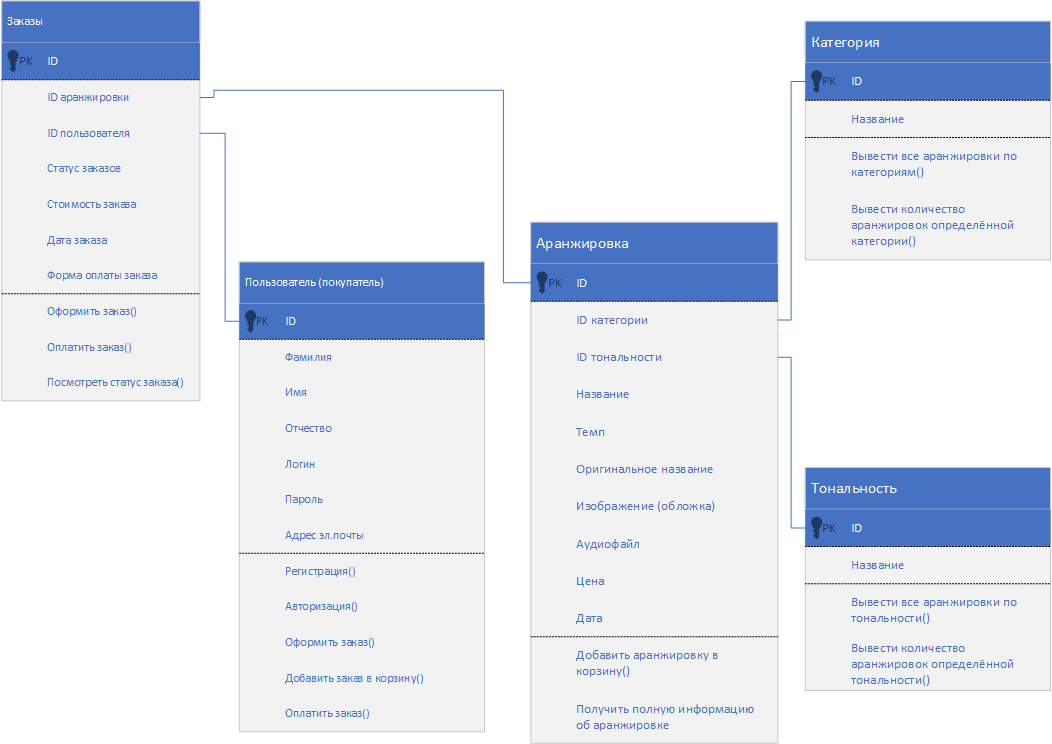 Заказы
PK ID
ID аранжировки
ID пользователя
Статус заказов
Стоимость заказа
Дата заказа
Форма оплаты заказа
Оформить заказ()
Оплатить заказ()
Посмотреть статус заказа()
Пользователь (покупатель)
PK ID
Фамилия
Имя
Отчество
Логин
Пароль
Адрес эл.почты
Регистрация()
Авторизация()
Оформить заказ()
Добавить заказ в корзину()
Оплатить заказ()
Аранжировка
PK ID
ID категории
ID тональности
Название
Темп
Оригинальное название
Изображение (обложка)
Аудиофайл
Цена
Дата
Добавить аранжировку в
корзину()
Получить полную информацию
об аранжировке
Категория
PK ID
Название
Вывести все аранжировки по
категориям()
Вывести количество
аранжировок определённой
категории()
Тональность
PK ID
Название
Вывести все аранжировки по
тональности()
Вывести количество
аранжировок определённой
тональности()